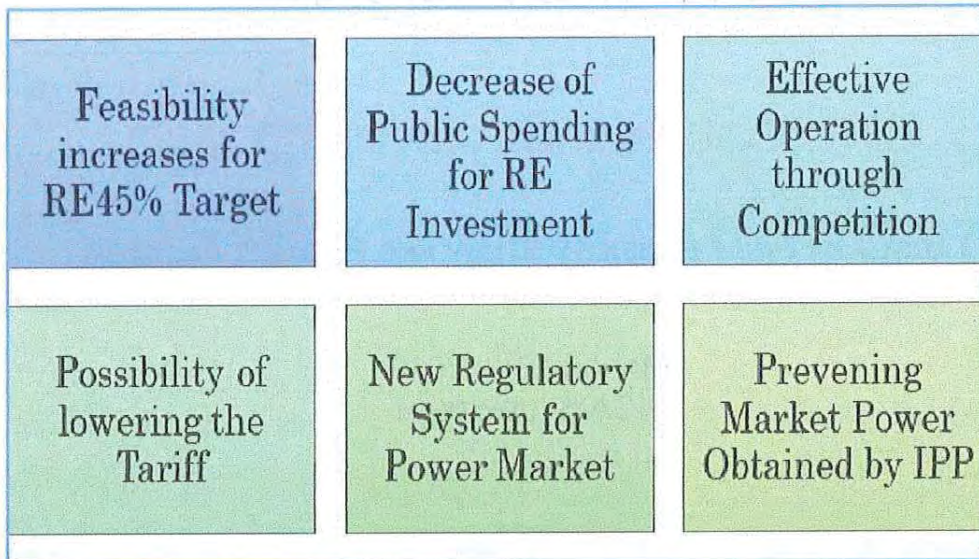 Feasibility
increases for
RE45% Target
Decrease of
Public Spending
for RE
Investment
Effective
Operation
through
Competition
Possibility of
lowering the
Tariff
New Regulatory
System for
Power Market
Prevening
Market Power
Obtained by IPP